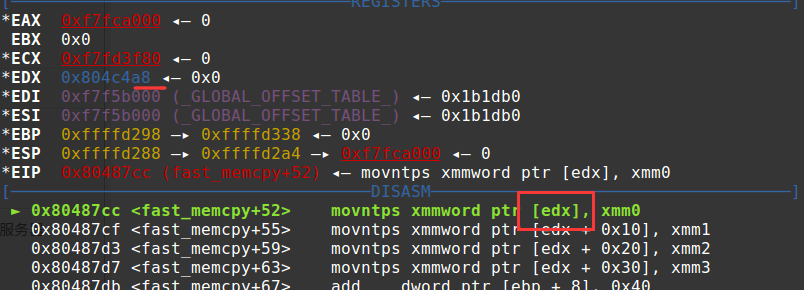 REGISTERS
*EAX 0xf7fca000 ◂— 0
EBX 0x0
*ECX 0xf7fd3f80 ◂— 0
*EDX 0x804c4a8 ◂— 0x0
*EDI 0xf7f5b000 (_GLOBAL_OFFSET_TABLE_) ◂— 0x1b1db0
*ESI 0xf7f5b000 (_GLOBAL_OFFSET_TABLE_) ◂— 0x1b1db0
*EBP 0xffffd298 —▸ 0xffffd338 ◂— 0x0
*ESP 0xffffd288 —▸ 0xffffd2a4 —▸ 0xf7fca000 ◂— 0
*EIP 0x80487cc (fast_memcpy+52) ◂— movntps xmmword ptr [edx], xmm0
DISASM
► 0x80487cc <fast_memcpy+52> movntps xmmword ptr [edx], xmm0
0x80487cf <fast_memcpy+55> movntps xmmword ptr [edx + 0x10], xmm1
0x80487d3 <fast_memcpy+59> movntps xmmword ptr [edx + 0x20], xmm2
0x80487d7 <fast_memcpy+63> movntps xmmword ptr [edx + 0x30], xmm3
0x80487db <fast_memcpy+67> add dword ptr [ebp + 8], 0x40